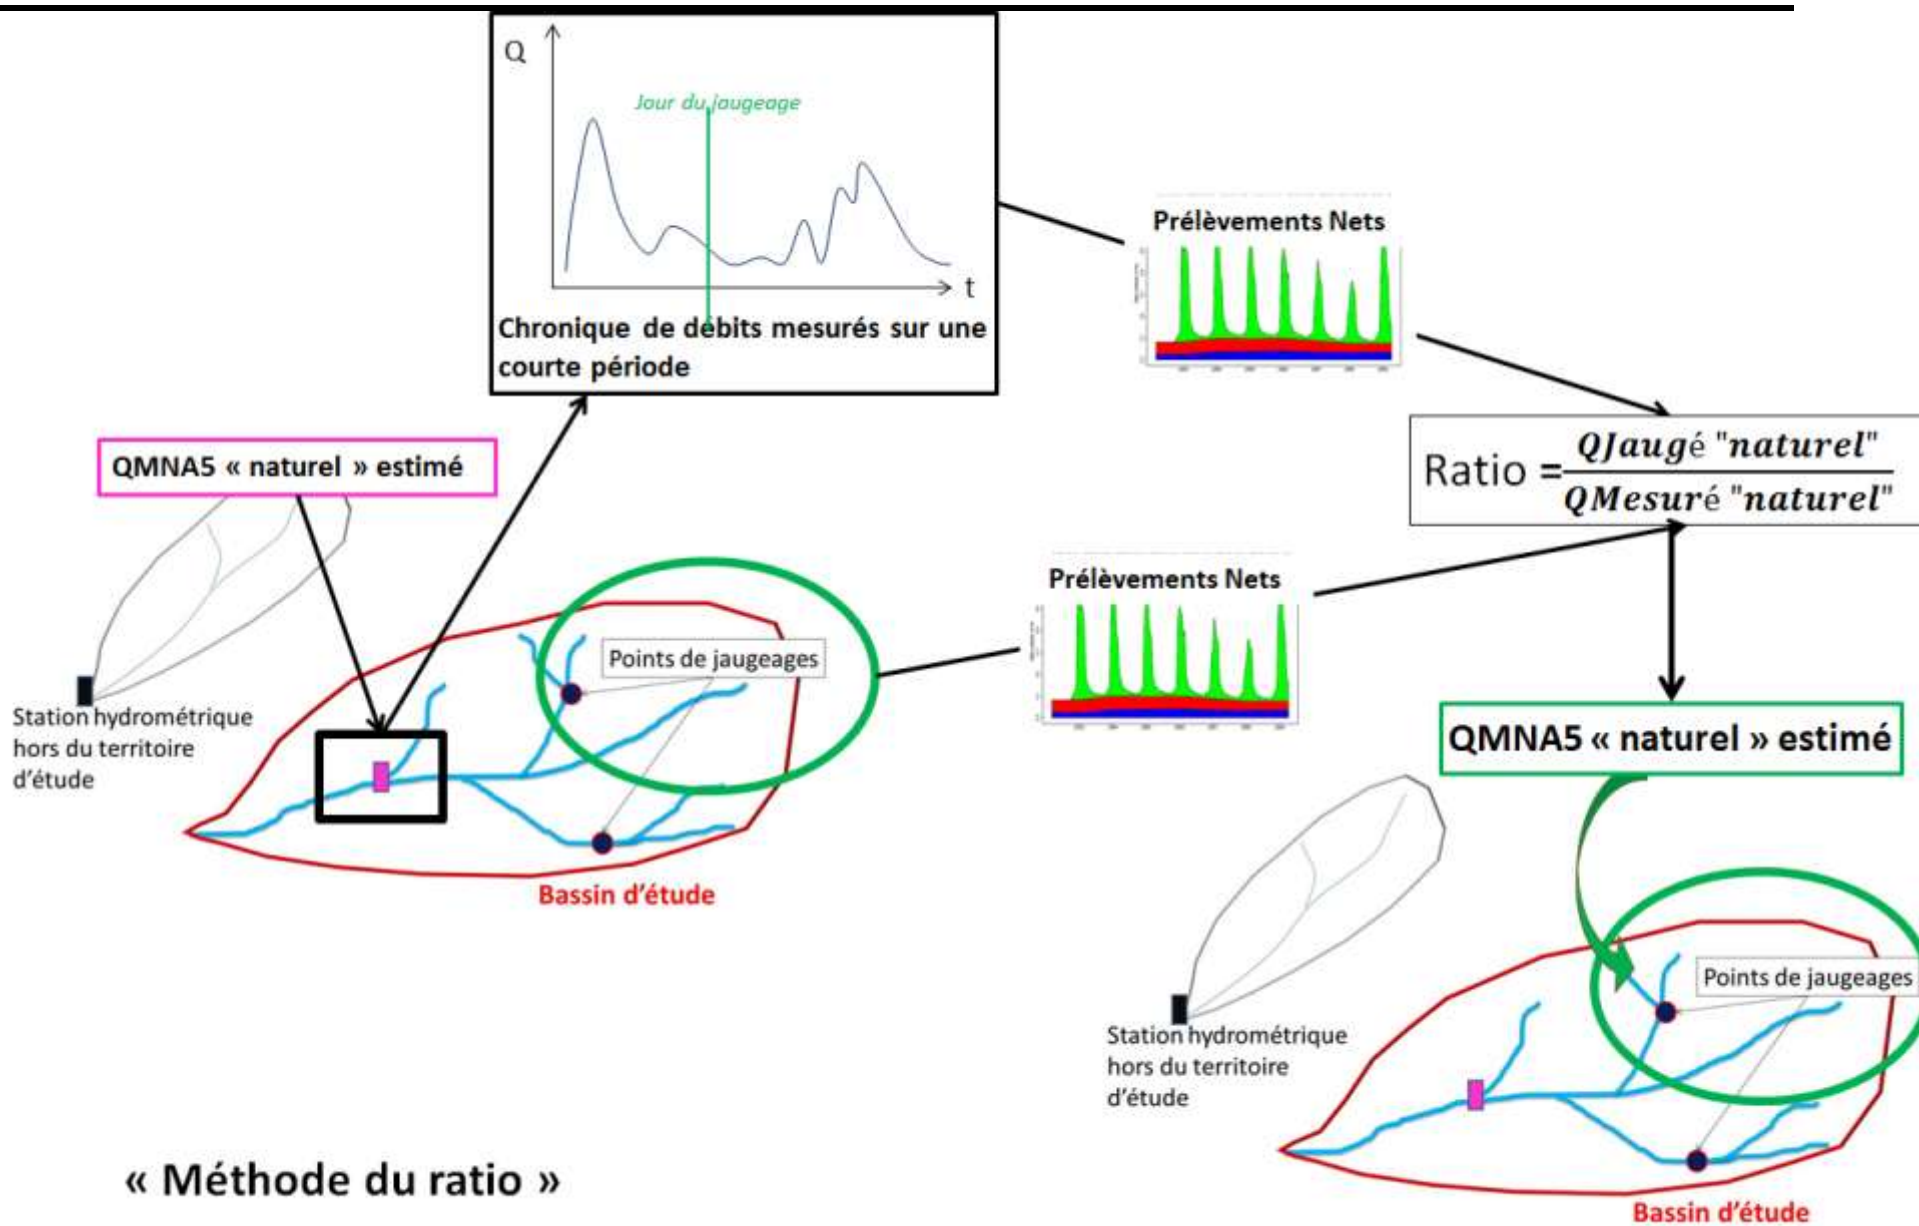 Q
Jour du jaugeage
t
Chronique de débits mesurés sur une
courte période
Prélèvements Nets
QMNA5 « naturel » estimé
Ratio = QJaugé "naturel"
QMesuré "naturel"
Prélèvements Nets
Points de jaugeages
Station hydrométrique
hors du territoire
d'étude
Bassin d'étude
QMNA5 « naturel » estimé
Points de jaugeages
Station hydrométrique
hors du territoire
d'étude
Bassin d'étude
« Méthode du ratio »